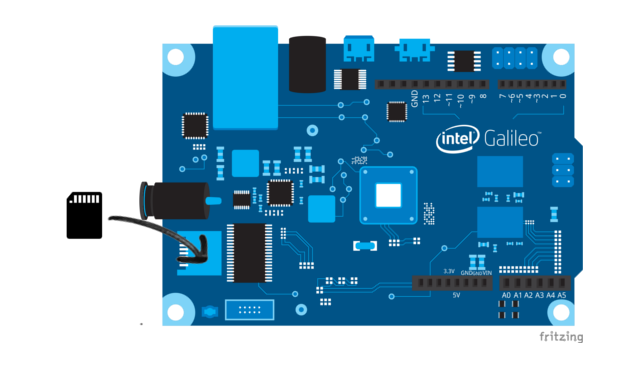 GND
13
12
~11
~10
~9
8
7
~6
~5
4
~3
2
1
0
intel Galileo™
3.3V
GND
GND
VIN
5V
A0 A1 A2 A3 A4 A5
fritzing